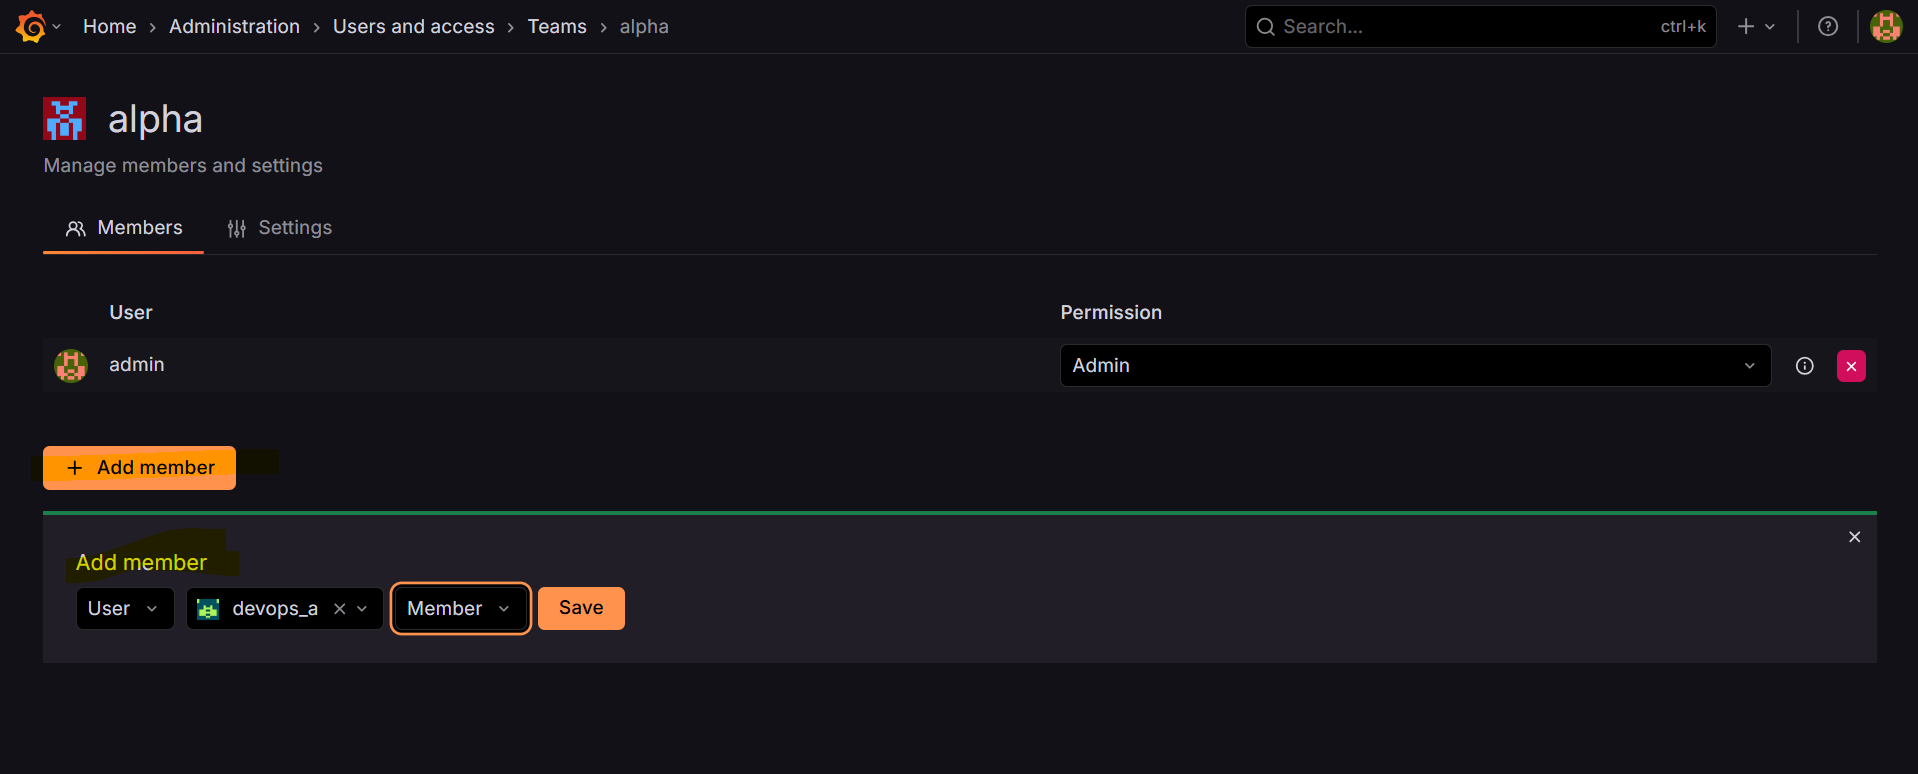 Home > Administration > Users and access > Teams > alpha
Search... ctrl+k
alpha
Manage members and settings
Members Settings
User Permission
admin Admin
+ Add member
Add member
User devops_a Member Save